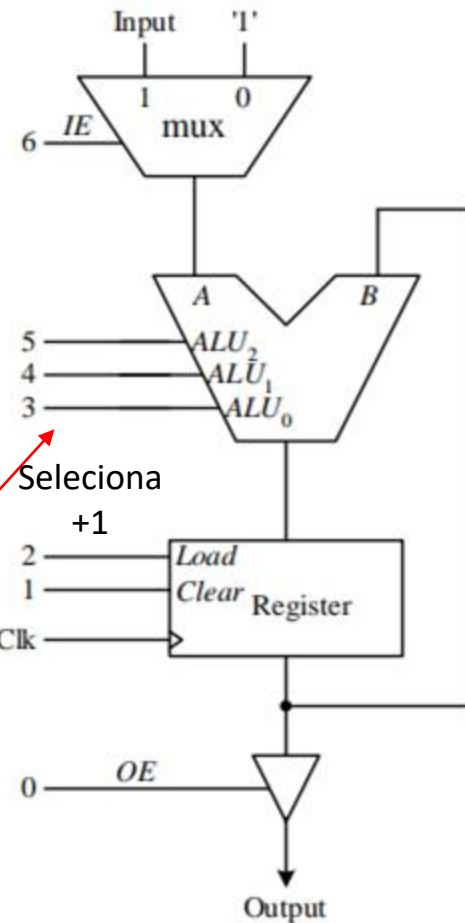 Input '1'
1 0
6 IE mux
A B
5 ALU2
4 ALU1
3 ALU0
Seleciona
+1
2 Load
1 Clear Register
Clk
0 OE
Output